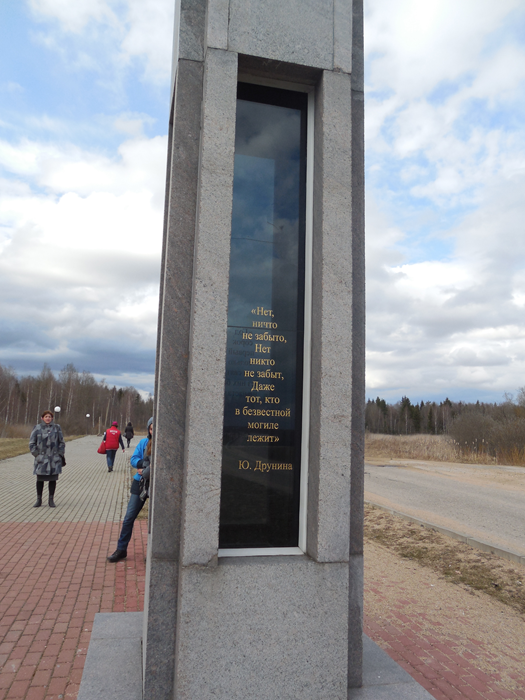 «Нет,
ничто
не забыто,
Нет
никто
не забыт,
Даже
тот, кто
в безвестной
могиле
лежит»
Ю. Друнина